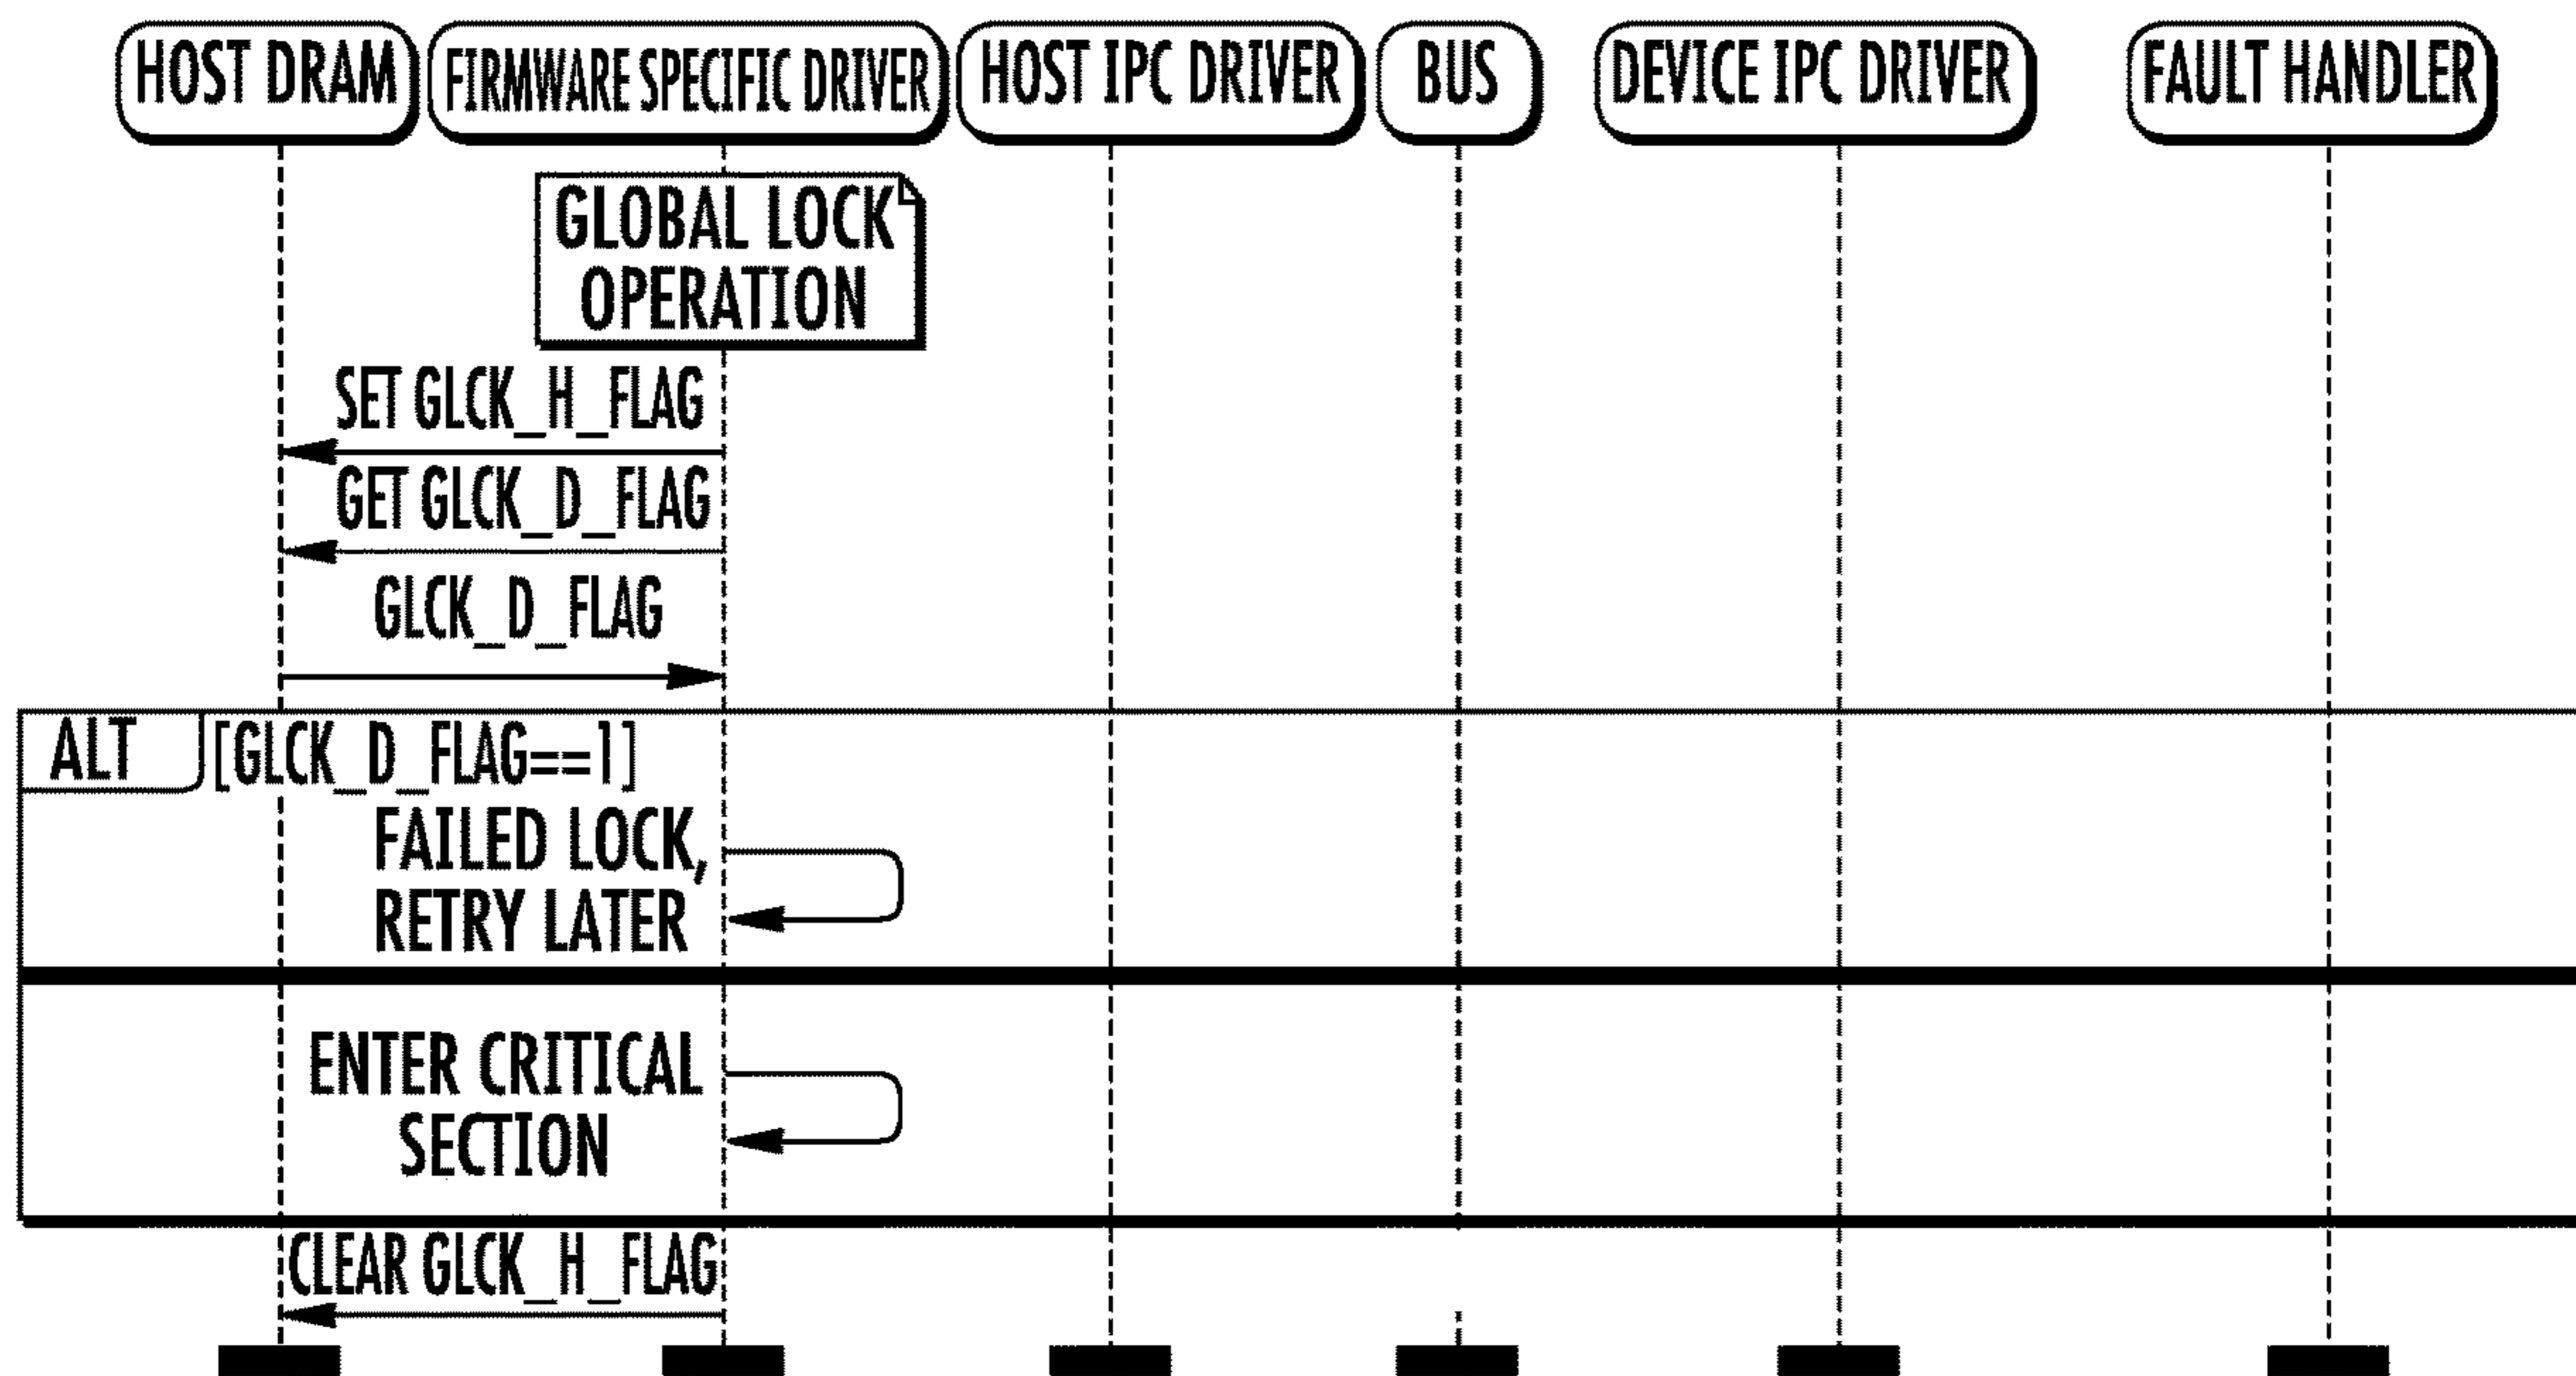 HOST DRAM
FIRMWARE SPECIFIC DRIVER
HOST IPC DRIVER
BUS
DEVICE IPC DRIVER
FAULT HANDLER
GLOBAL LOCK
OPERATION
SET GLCK_H_FLAG
GET GLCK_D_FLAG
GLCK_D_FLAG
ALT [GLCK_D_FLAG==1]
FAILED LOCK,
RETRY LATER
ENTER CRITICAL
SECTION
CLEAR GLCK_H_FLAG